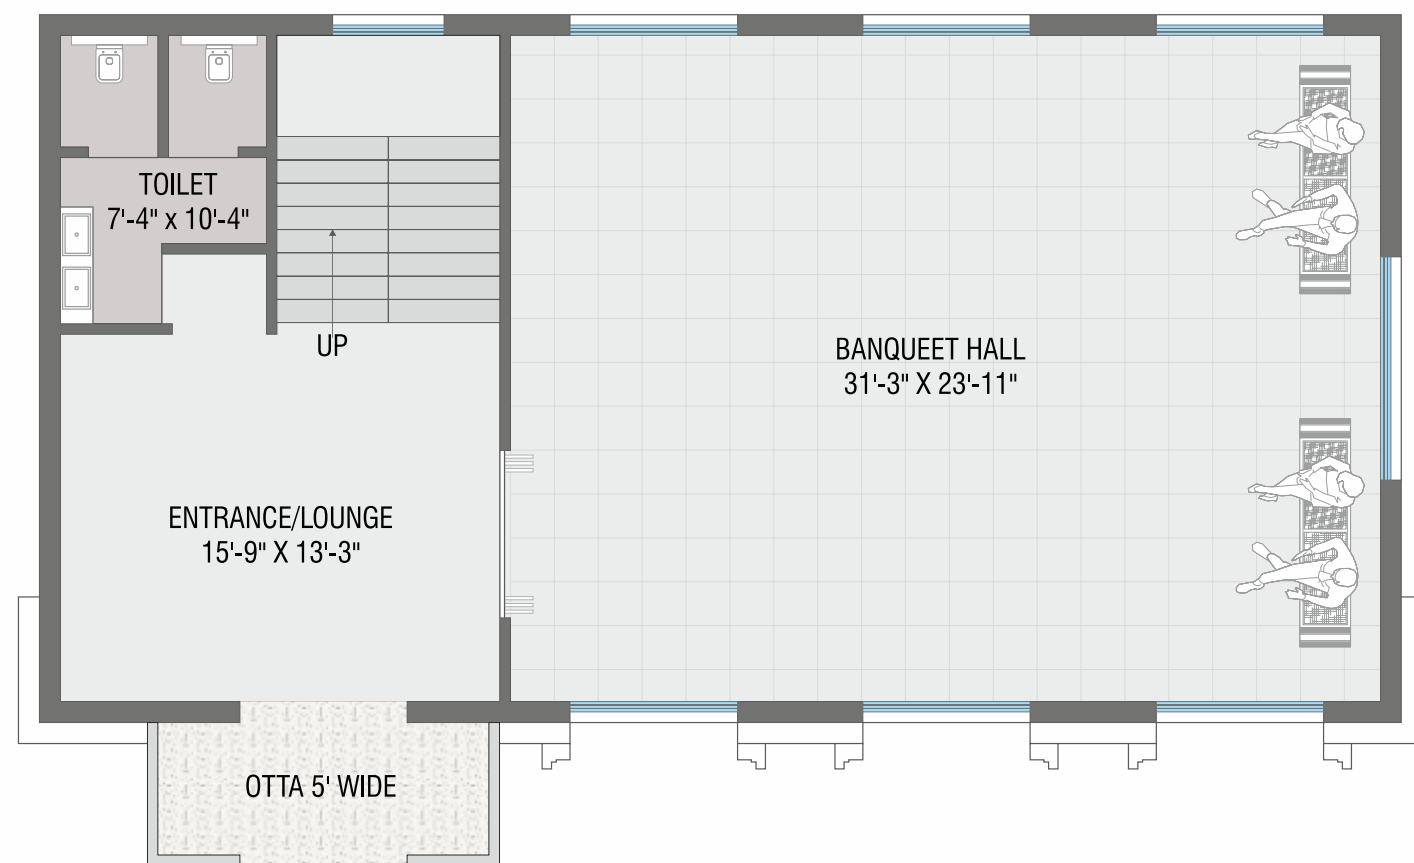 TOILET
7'-4" x 10'-4"
UP
BANQUEET HALL
31'-3" X 23'-11"
ENTRANCE/LOUNGE
15'-9" X 13'-3"
OTTA 5' WIDE